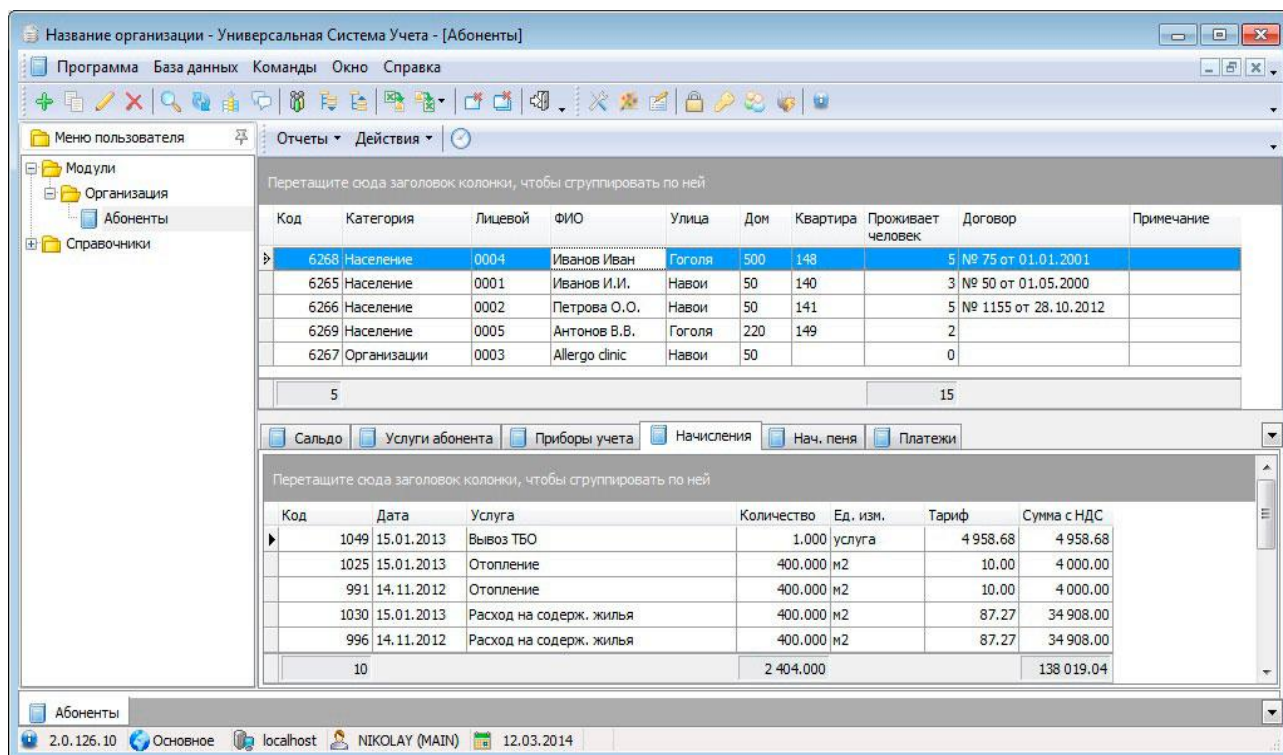 Название организации - Универсальная Система Учета - [Абоненты]
Программа База данных Команды Окно Справка
Меню пользователя
Отчеты Действия
Модули
Организация
Абоненты
Справочники
Перетащите сюда заголовок колонки, чтобы сгруппировать по ней
Код Категория Лицевой ФИО Улица Дом Квартира Проживает человек Договор Примечание
6268 Население 0004 Иванов Иван Гоголя 500 148 5 № 75 от 01.01.2001
6265 Население 0001 Иванов И.И. Навои 50 140 3 № 50 от 01.05.2000
6266 Население 0002 Петрова О.О. Навои 50 141 5 № 1155 от 28.10.2012
6269 Население 0005 Антонов В.В. Гоголя 220 149 2
6267 Организации 0003 Allergo clinic Навои 50 0
5 15
Сальдо Услуги абонента Приборы учета Начисления Нач. пеня Платежи
Перетащите сюда заголовок колонки, чтобы сгруппировать по ней
Код Дата Услуга Количество Ед. изм. Тариф Сумма с НДС
1049 15.01.2013 Вывоз ТБО 1.000 услуга 4 958.68 4 958.68
1025 15.01.2013 Отопление 400.000 м2 10.00 4 000.00
991 14.11.2012 Отопление 400.000 м2 10.00 4 000.00
1030 15.01.2013 Расход на содерж. жилья 400.000 м2 87.27 34 908.00
996 14.11.2012 Расход на содерж. жилья 400.000 м2 87.27 34 908.00
10 2 404.000 138 019.04
Абоненты
2.0.126.10 Основное localhost NIKOLAY (MAIN) 12.03.2014